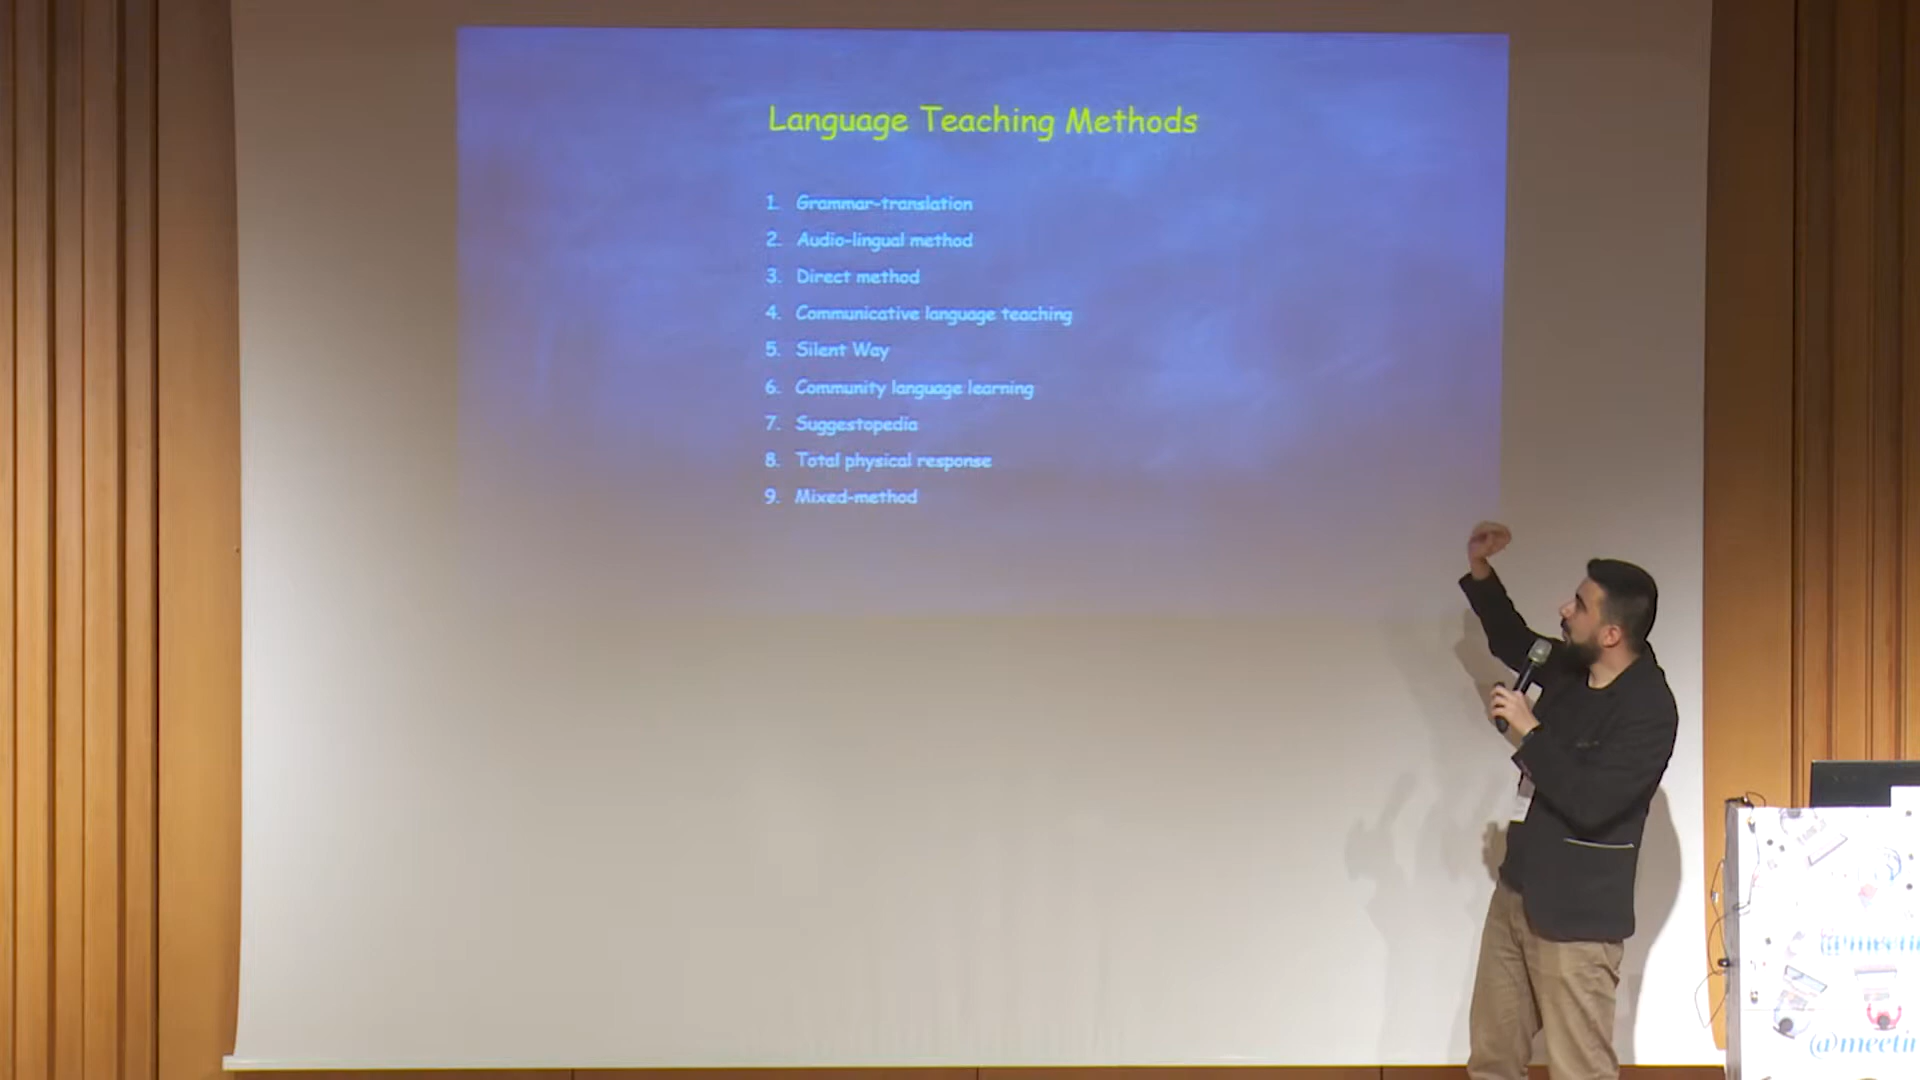 Language Teaching Methods
1. Grammar-translation
2. Audio-lingual method
3. Direct method
4. Communicative language teaching
5. Silent Way
6. Community language learning
7. Suggestopedia
8. Total physical response
9. Mixed-method